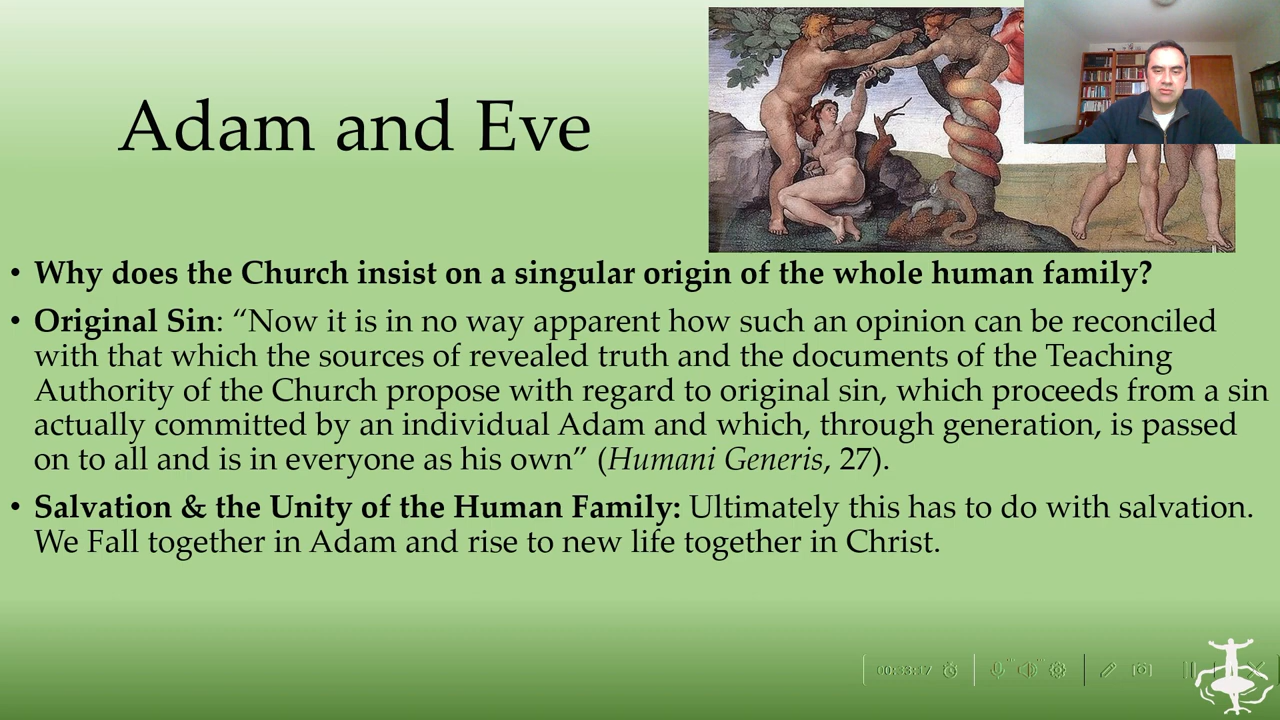 Adam and Eve
• Why does the Church insist on a singular origin of the whole human family?
• Original Sin: “Now it is in no way apparent how such an opinion can be reconciled
with that which the sources of revealed truth and the documents of the Teaching
Authority of the Church propose with regard to original sin, which proceeds from a sin
actually committed by an individual Adam and which, through generation, is passed
on to all and is in everyone as his own” (Humani Generis, 27).
• Salvation & the Unity of the Human Family: Ultimately this has to do with salvation.
We Fall together in Adam and rise to new life together in Christ.
00:33:17